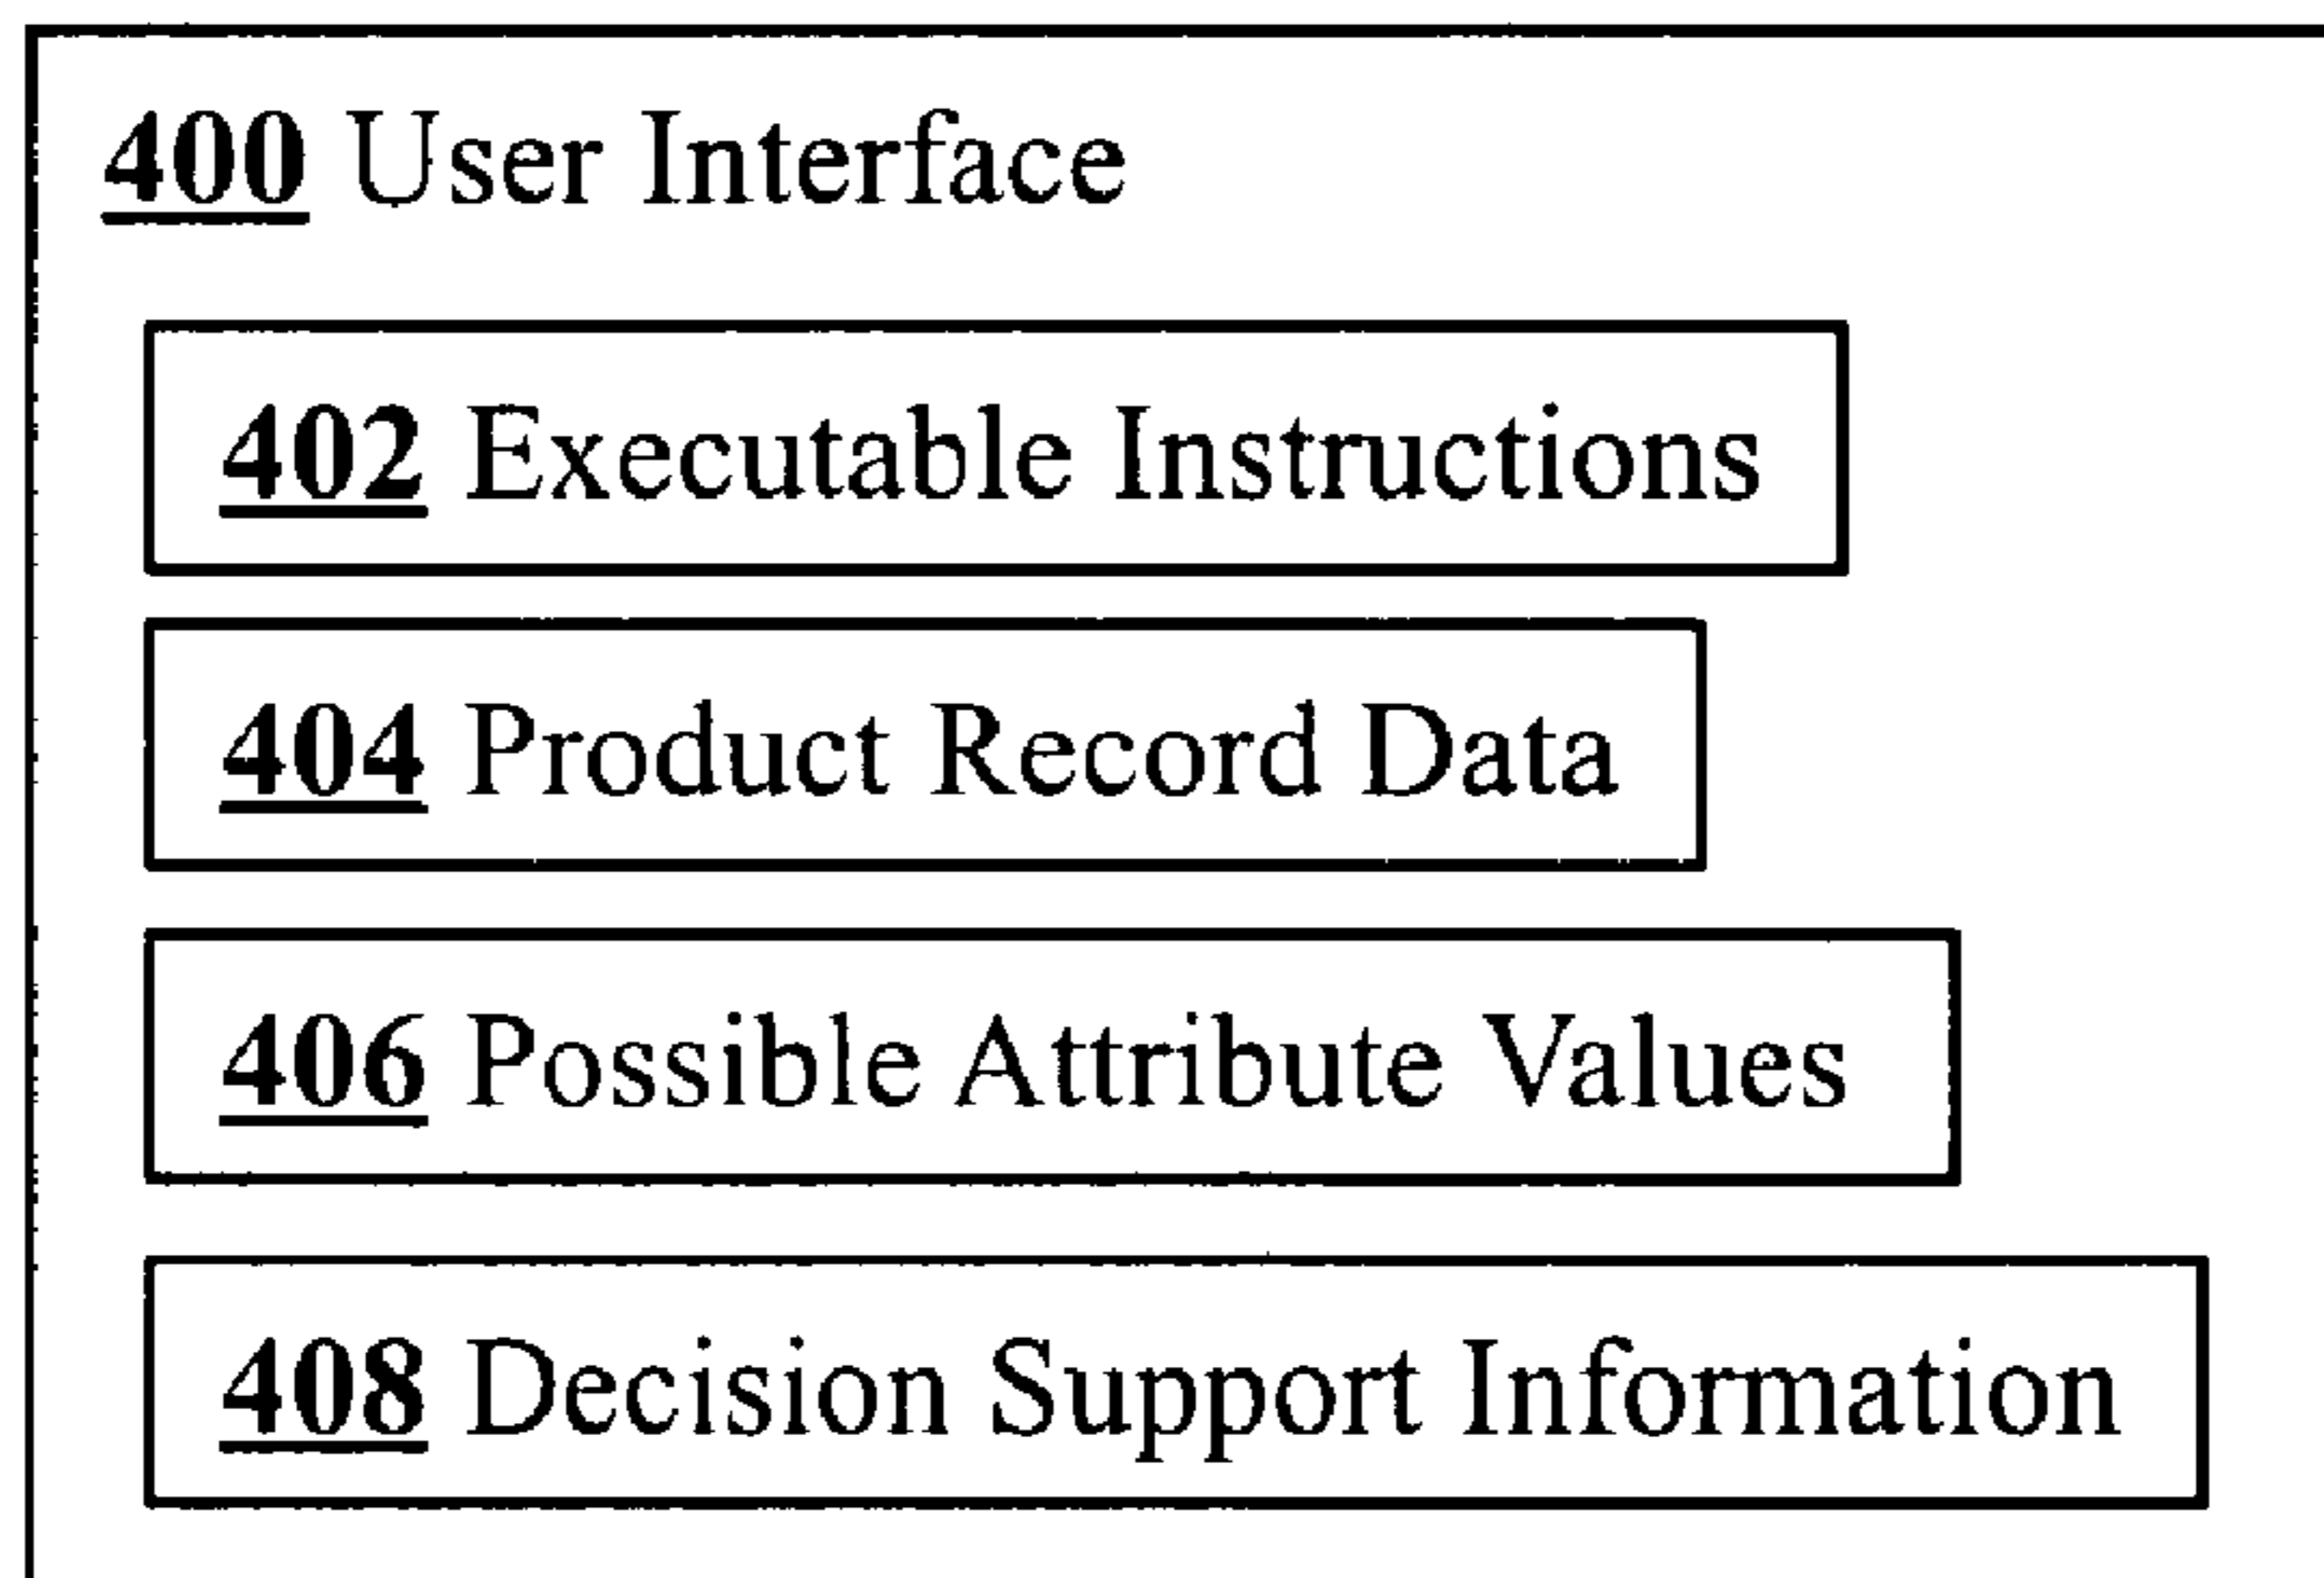 400 User Interface
402 Executable Instructions
404 Product Record Data
406 Possible Attribute Values
408 Decision Support Information